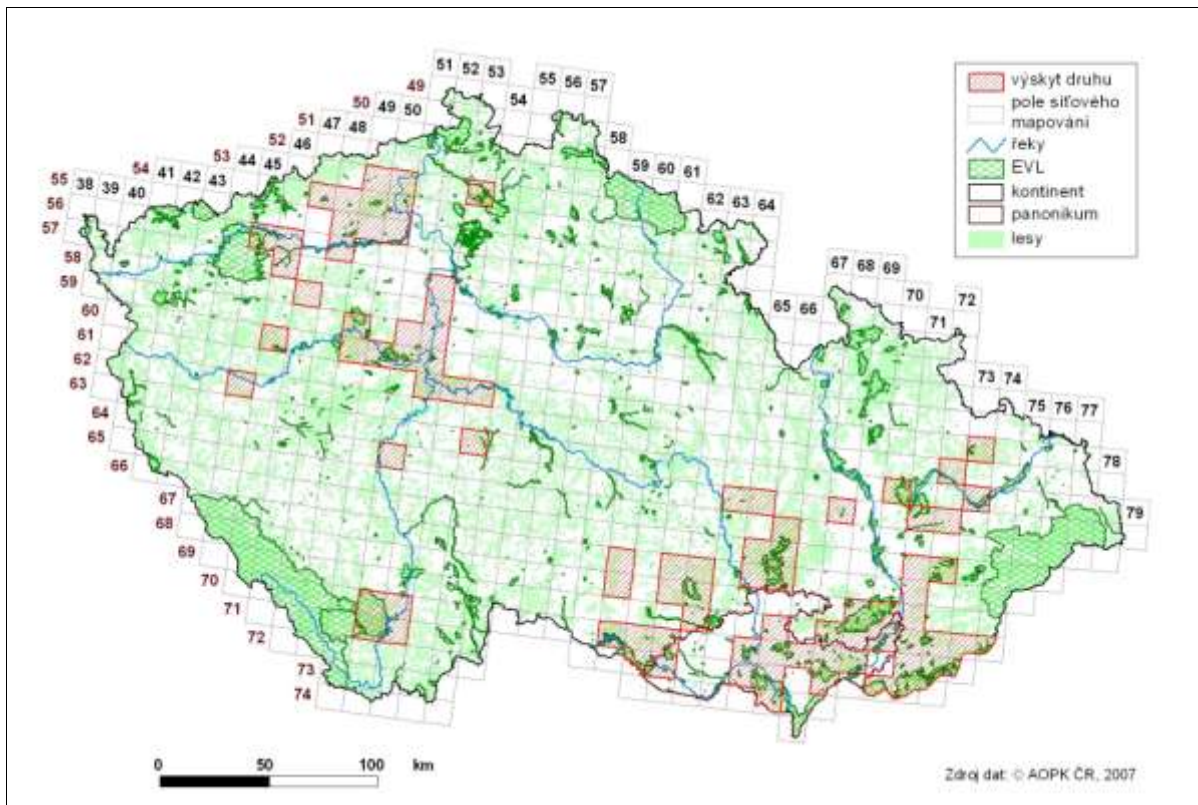 51 52 53
49
54
55 56 57
50 49 50
51 47 48
52 46
53 44 45
54 41 42 43
55 38 39 40
56
57
58
59
60
61
62
63
64
65
66
67
68
69
70
71
72
73
74
58
59 60 61
62 63 64
65 66
67 68 69
70
71
72
73 74
75 76 77
78
79
výskyt druhu
pole síťového
mapování
řeky
EVL
kontinent
panonikum
lesy
0 50 100 km
Zdroj dat: © AOPK ČR, 2007